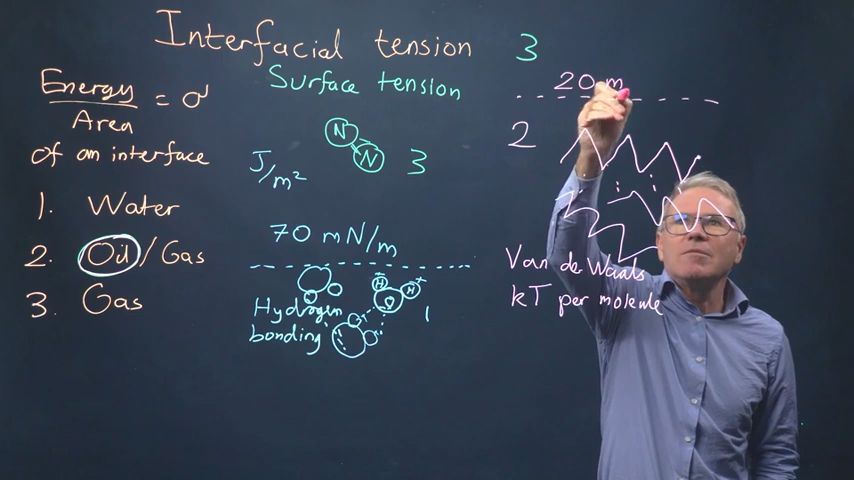 Interfacial tension
Surface tension
Energy
Area
= σ
of an interface
1. Water
2. Oil/Gas
3. Gas
N
N
3
J/m²
70 mN/m
H
+
H
+
O
Hydrogen
bonding
1
3
20 m
2
Van de Waals
kT per molecule